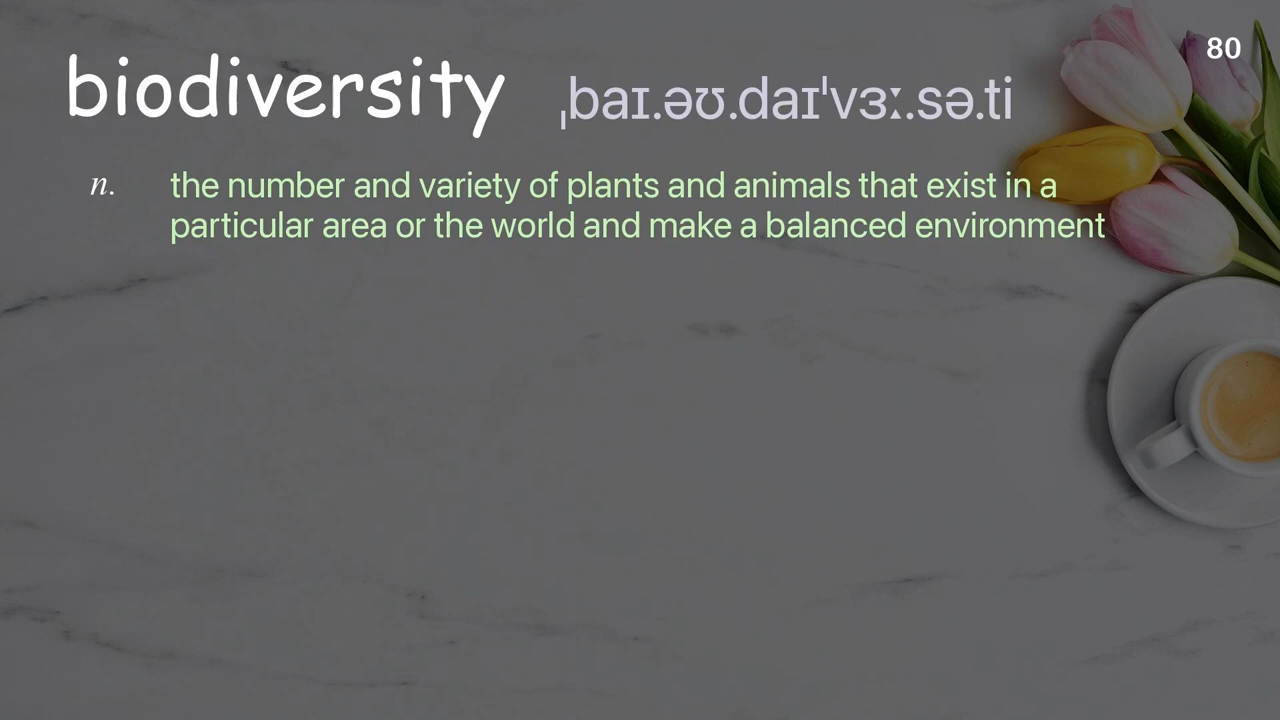 80
biodiversity ˌbaɪ.əʊ.daɪˈvɜː.sə.ti
n. the number and variety of plants and animals that exist in a
particular area or the world and make a balanced environment